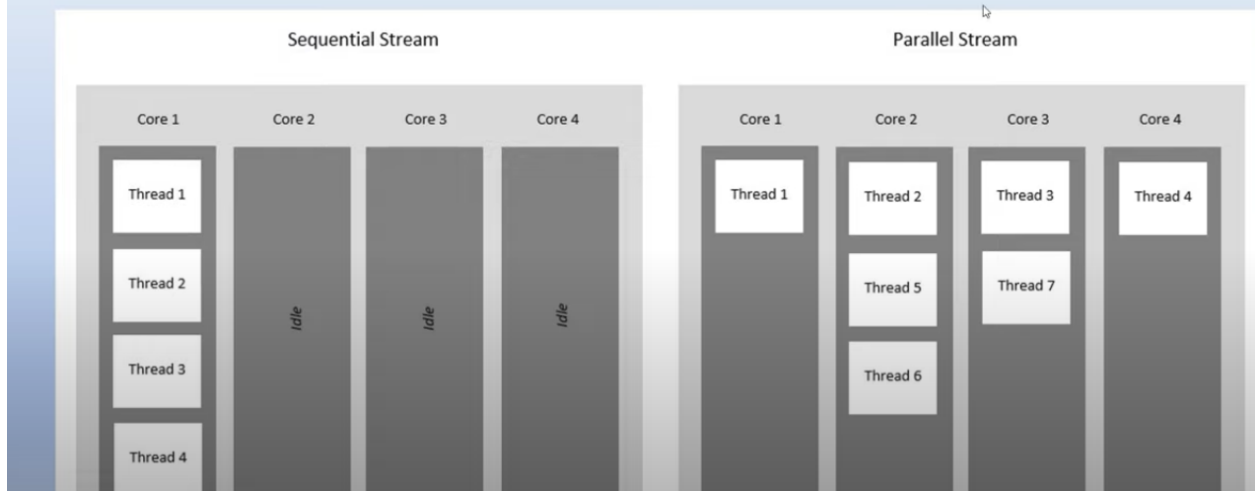 Sequential Stream
Core 1 Core 2 Core 3 Core 4
Thread 1
Thread 2
Thread 3
Thread 4
Idle
Idle
Idle
Parallel Stream
Core 1 Core 2 Core 3 Core 4
Thread 1 Thread 2 Thread 3 Thread 4
Thread 5 Thread 7
Thread 6